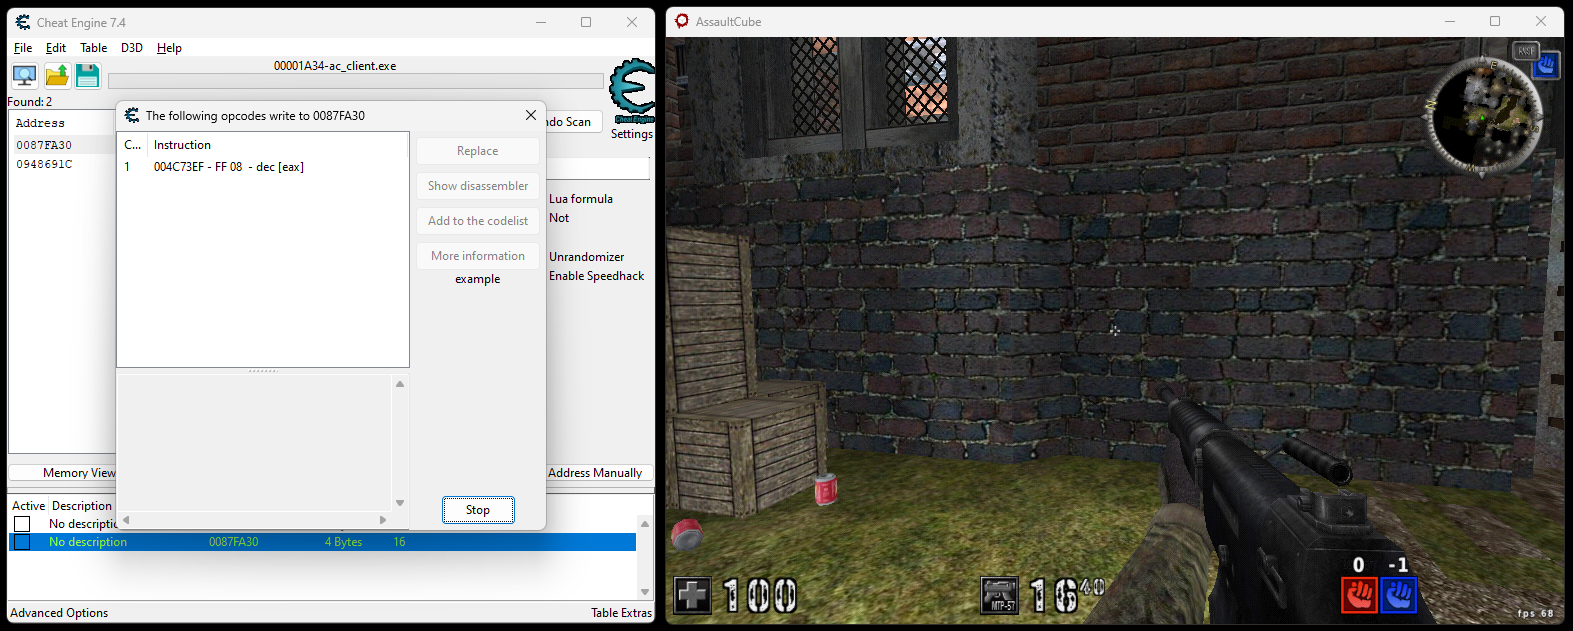 Cheat Engine 7.4
File Edit Table D3D Help
00001A34-ac_client.exe
Found: 2
Address
0087FA30
0948691C
ndo Scan
Cheat Engine
Settings
Lua formula
Not
Unrandomizer
Enable Speedhack
The following opcodes write to 0087FA30
C... Instruction
1 004C73EF - FF 08 - dec [eax]
Replace
Show disassembler
Add to the codelist
More information
example
Stop
Memory View
Address Manually
Active Description
No descriptio
No description 0087FA30 4 Bytes 16
Advanced Options Table Extras
AssaultCube
RVSF
E
N
100
MTP-57
16 40
0 -1
fps 68